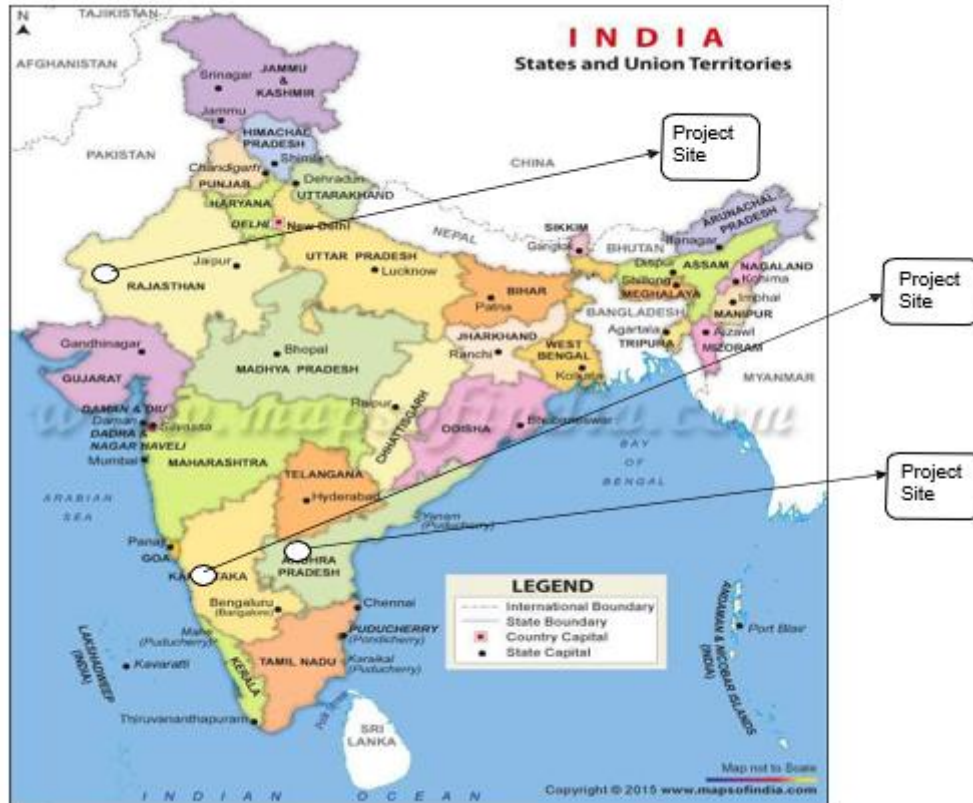 TAJIKISTAN
N
INDIA
States and Union Territories
AFGHANISTAN
JAMMU
&
KASHMIR
Srinagar
Jammu
Project
Site
HIMACHAL
PRADESH
Shimla
PAKISTAN
CHINA
Chandigarh
PUNJAB
Dehradun
UTTARAKHAND
HARYANA
DELHI
New Delhi
ARUNACHAL
PRADESH
SIKKIM
NEPAL
Gangtok
BHUTAN
Itanagar
Jaipur
UTTAR PRADESH
Lucknow
Dispur
ASSAM
NAGALAND
Kohima
Project
Site
RAJASTHAN
BIHAR
Patna
Shillong
MEGHALAYA
Imphal
MANIPUR
BANGLADESH
Gandhinagar
Bhopal
JHARKHAND
Ranchi
WEST
BENGAL
Agartala
TRIPURA
Aizawl
MIZORAM
GUJARAT
MADHYA PRADESH
Kolkata
MYANMAR
www.mapsofindia.com
Raipur
CHHATTISGARH
DAMAN & DIU
Daman
Silvassa
DADRA &
NAGAR HAVELI
ODISHA
Bhubaneswar
Mumbai
MAHARASHTRA
TELANGANA
Hyderabad
BAY
OF
BENGAL
Project
Site
ARABIAN
SEA
Yanam
(Puducherry)
Panaji
GOA
ANDHRA
PRADESH
LEGEND
International Boundary
State Boundary
Country Capital
State Capital
Bengaluru
(Bangalore)
Chennai
Mahe
(Puducherry)
PUDUCHERRY
(Pondicherry)
LAKSHADWEEP
(INDIA)
Kavaratti
KERALA
TAMIL NADU
Karaikal
(Puducherry)
ANDAMAN & NICOBAR ISLANDS
(INDIA)
Port Blair
Thiruvananthapuram
SRI
LANKA
Map not to Scale
Copyright © 2015 www.mapsofindia.com
INDIAN OCEAN